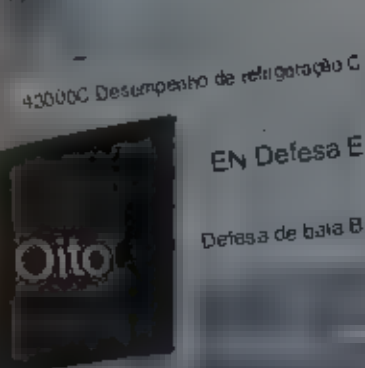 43000C Desempenho de refrigeração C
EN Defesa E
Defesa de bala B
Oito